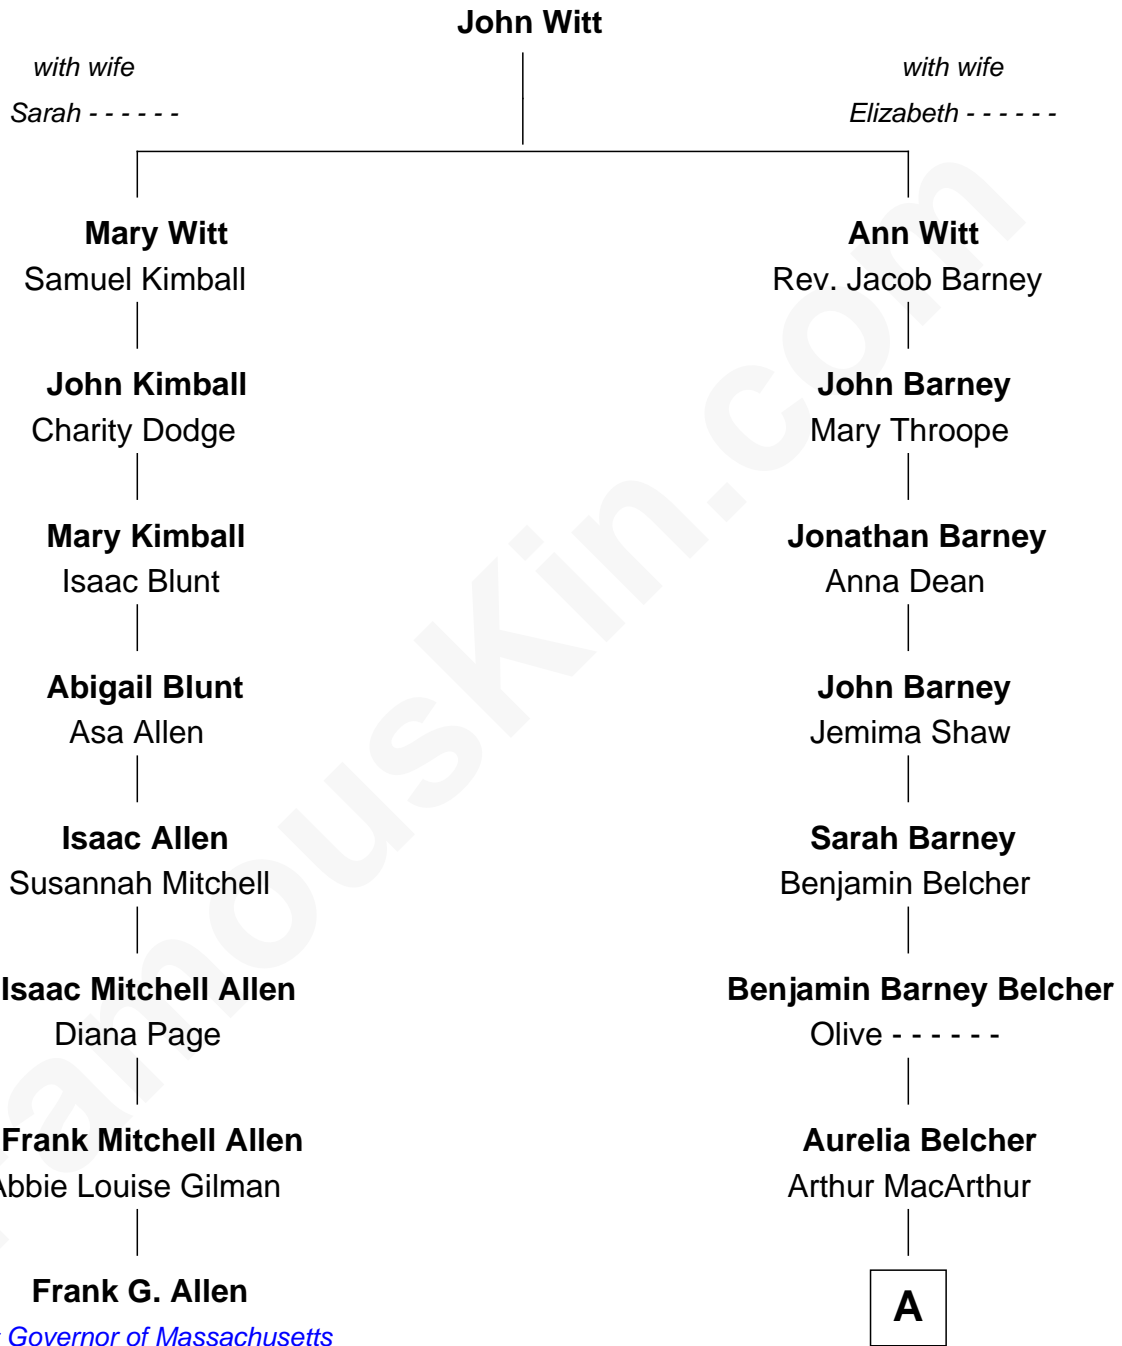 John Witt
with wife
Sarah - - - - - -
with wife
Elizabeth - - - - - -
Mary Witt
Samuel Kimball
Ann Witt
Rev. Jacob Barney
John Kimball
Charity Dodge
John Barney
Mary Throope
Mary Kimball
Isaac Blunt
Jonathan Barney
Anna Dean
Abigail Blunt
Asa Allen
John Barney
Jemima Shaw
Isaac Allen
Susannah Mitchell
Sarah Barney
Benjamin Belcher
Isaac Mitchell Allen
Diana Page
Benjamin Barney Belcher
Olive - - - - - -
Frank Mitchell Allen
Abbie Louise Gilman
Aurelia Belcher
Arthur MacArthur
Frank G. Allen
Governor of Massachusetts
A
FamousKin.com